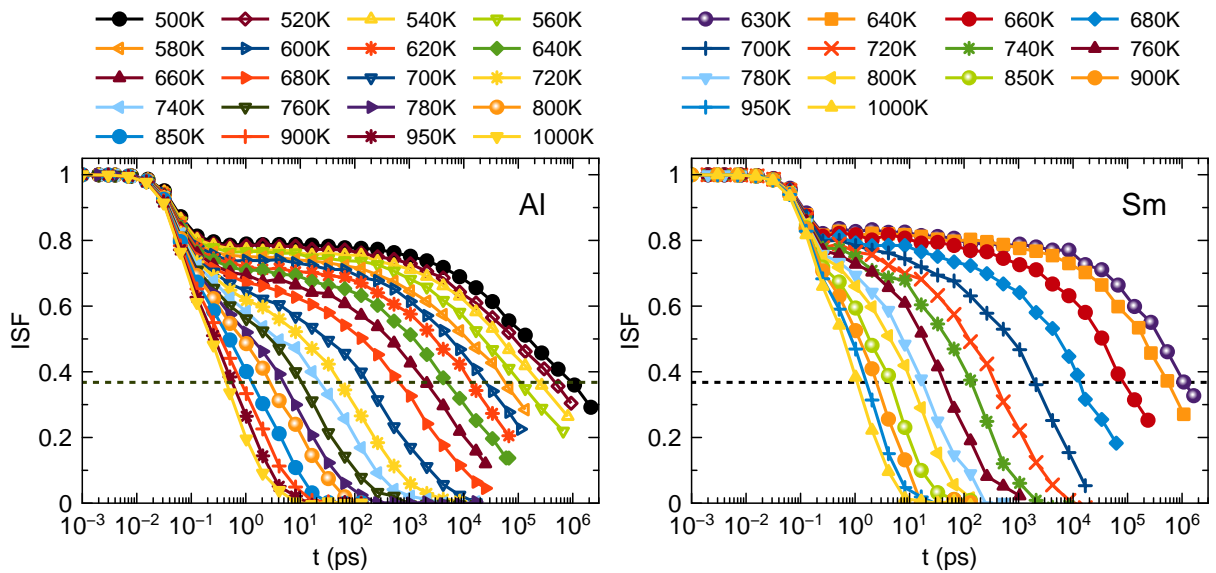 500K 520K 540K 560K
580K 600K 620K 640K
660K 680K 700K 720K
740K 760K 780K 800K
850K 900K 950K 1000K
Al
ISF
1
0.8
0.6
0.4
0.2
0
10⁻³ 10⁻² 10⁻¹ 10⁰ 10¹ 10² 10³ 10⁴ 10⁵ 10⁶
t (ps)
630K 640K 660K 680K
700K 720K 740K 760K
780K 800K 850K 900K
950K 1000K
Sm
ISF
1
0.8
0.6
0.4
0.2
0
10⁻³ 10⁻² 10⁻¹ 10⁰ 10¹ 10² 10³ 10⁴ 10⁵ 10⁶
t (ps)